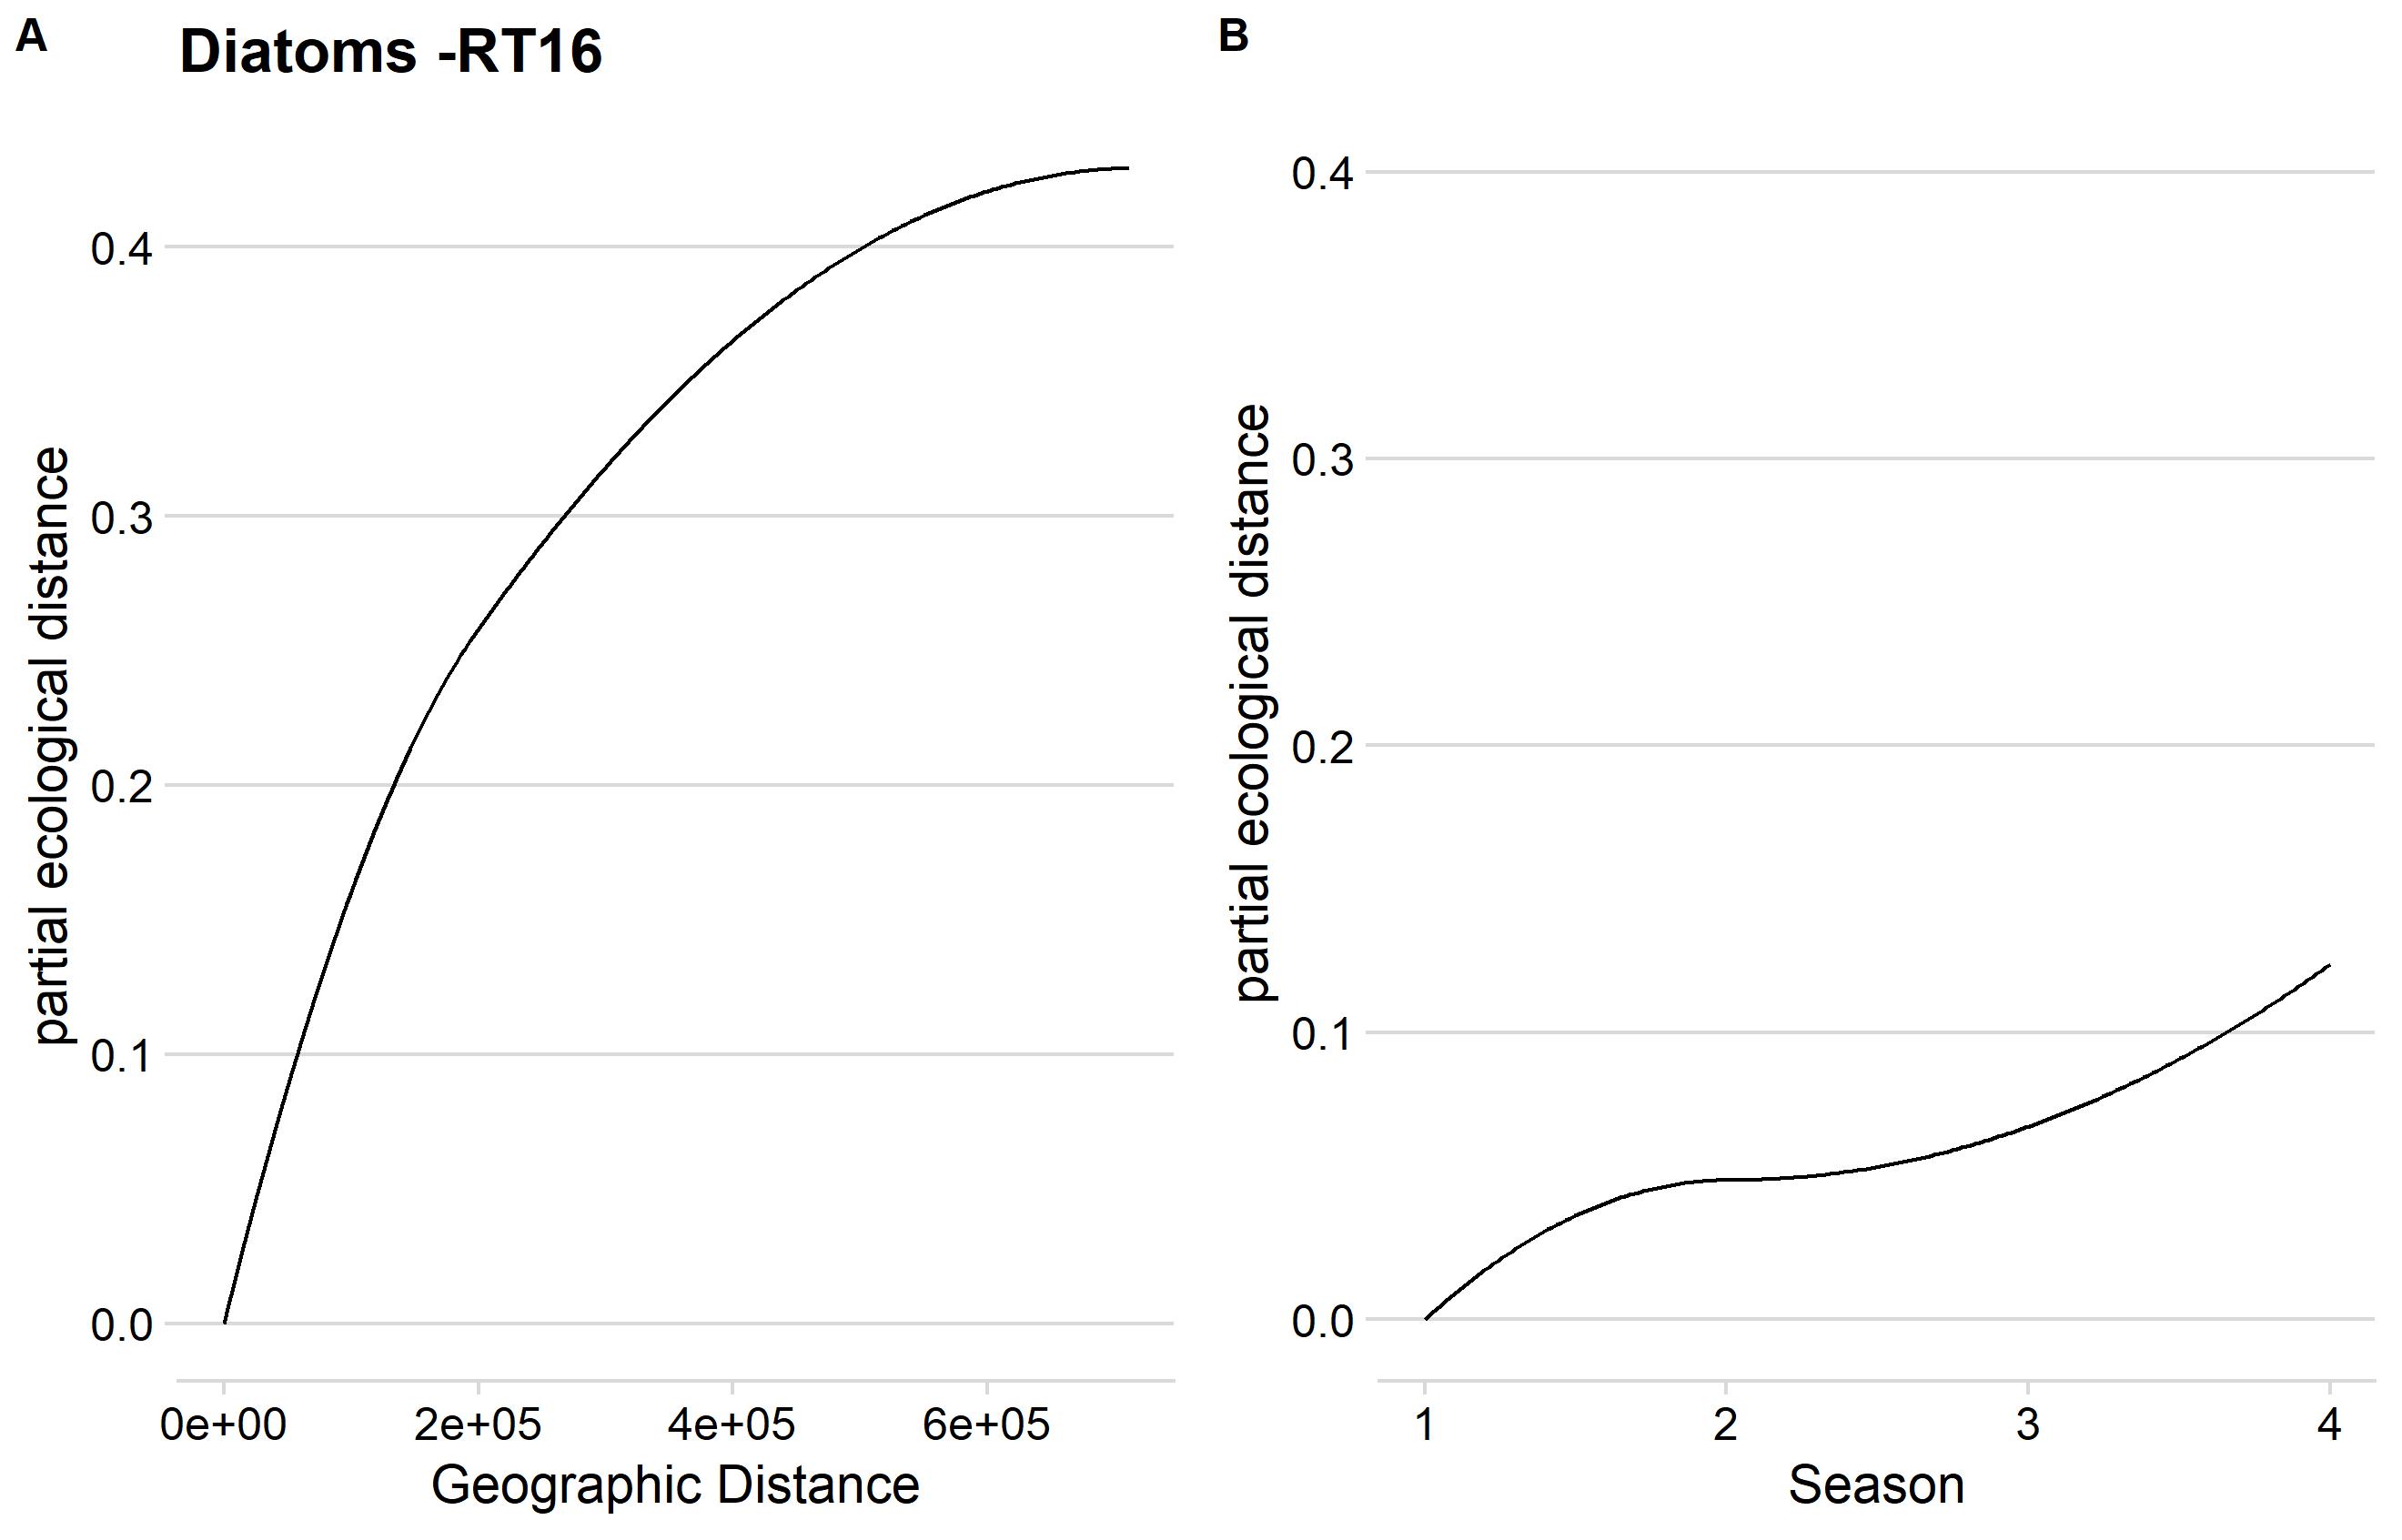 A
Diatoms -RT16
partial ecological distance
0.4
0.3
0.2
0.1
0.0
0e+00 2e+05 4e+05 6e+05
Geographic Distance
B
partial ecological distance
0.4
0.3
0.2
0.1
0.0
1 2 3 4
Season